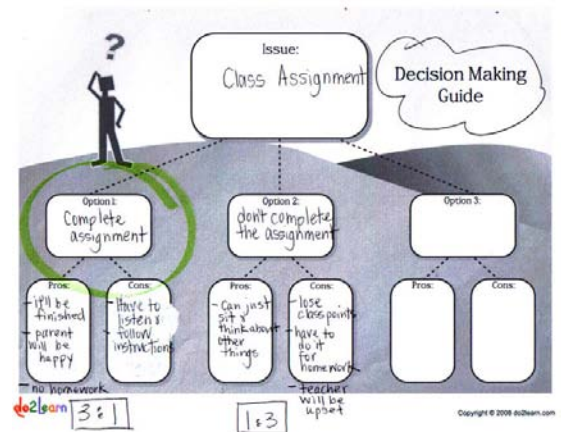 ?
Issue:
Class Assignment
Decision Making
Guide
Option 1:
Complete
assignment
Option 2:
don't complete
the assignment
Option 3:
Pros:
- it'll be
finished
- parent
will be
happy
- no homework
Cons:
- Have to
listen &
follow
instructions
Pros:
- Can just
sit &
think about
other
things
Cons:
- lose
class points
- have to
do it
for
homework
- teacher
will be
upset
Pros:
Cons:
do2learn
3:1
1:3
Copyright © 2008 do2learn.com